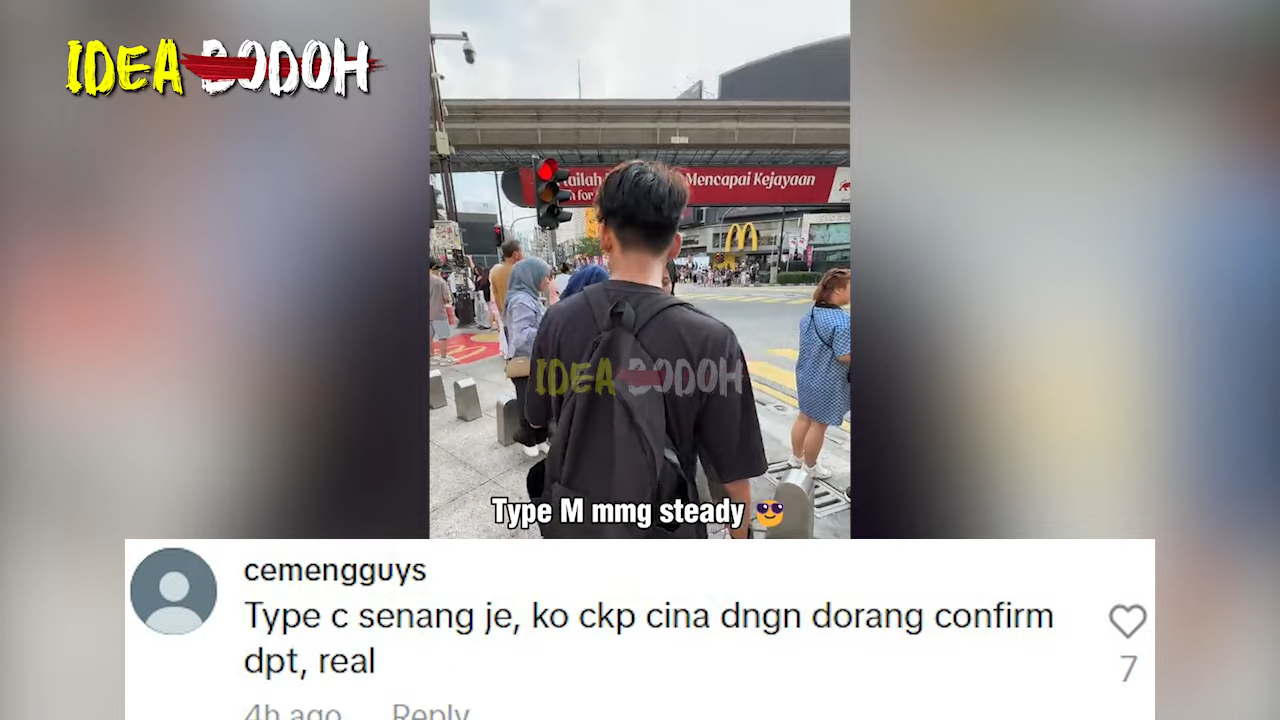 IDEA BODOH
Mencapai Kejayaan
IDEA BODOH
Type M mmg steady
cemengguys
Type c senang je, ko ckp cina dngn dorang confirm
dpt, real
7
4h ago
Reply